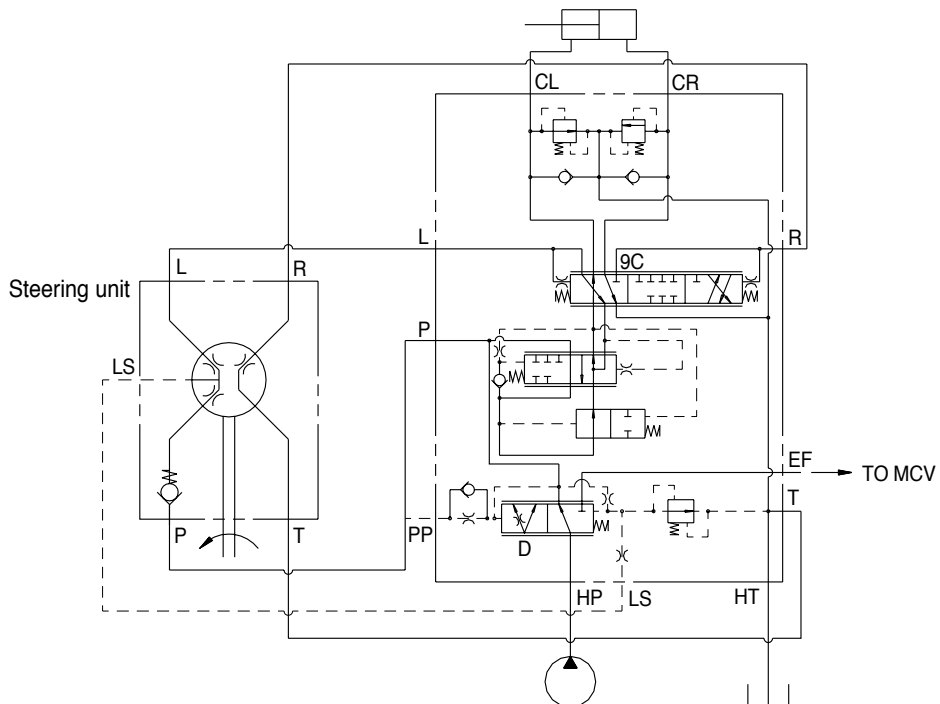 CL CR
L R
9C
L R
Steering unit
P
LS
EF
TO MCV
T
P T PP D
HP LS HT